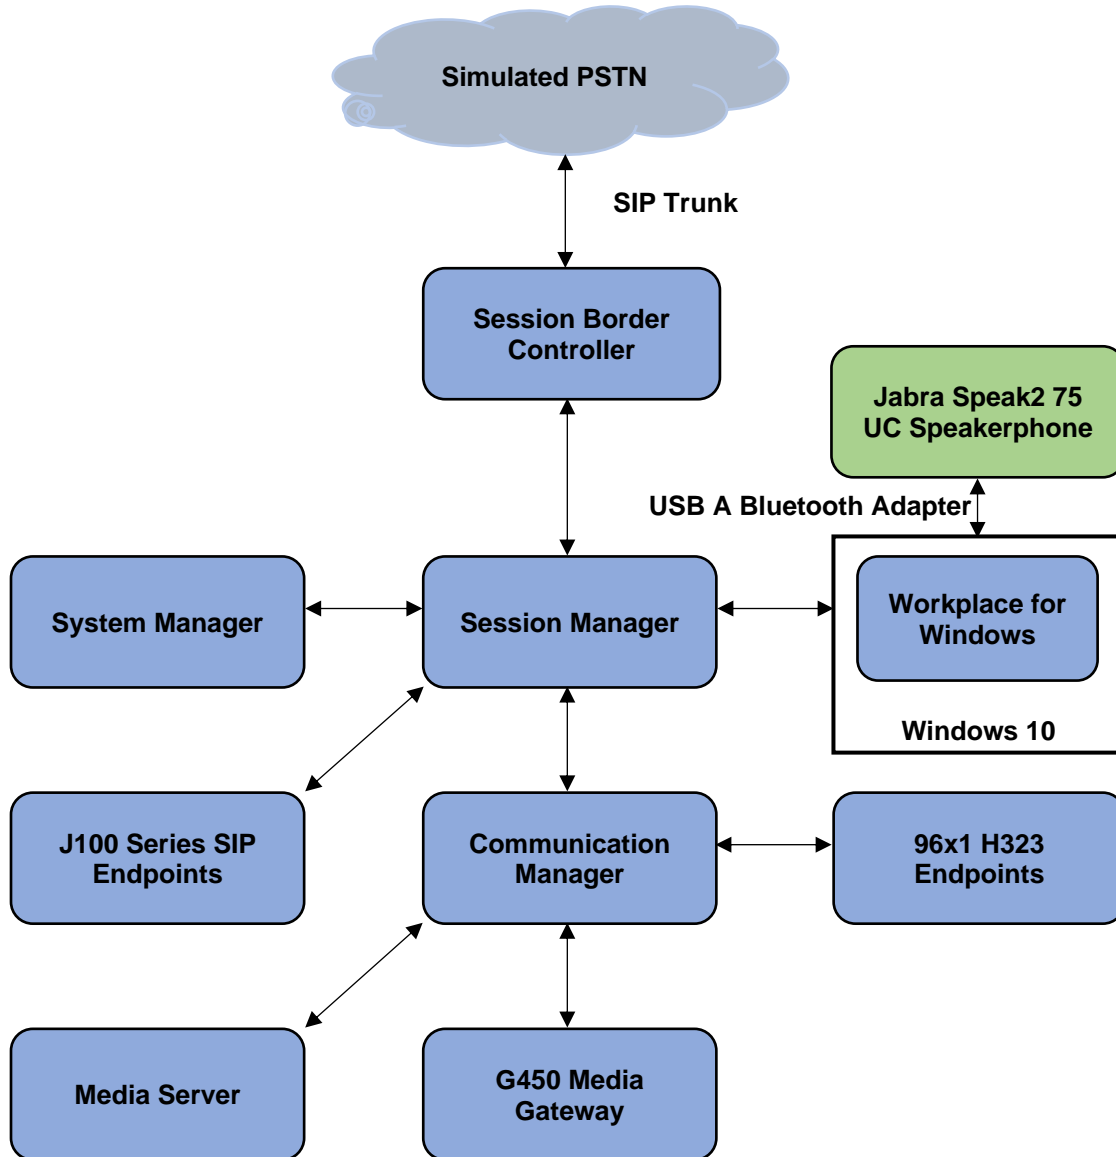 Simulated PSTN
SIP Trunk
Session Border
Controller
Jabra Speak2 75
UC Speakerphone
USB A Bluetooth Adapter
System Manager
Session Manager
Workplace for
Windows
Windows 10
J100 Series SIP
Endpoints
Communication
Manager
96x1 H323
Endpoints
Media Server
G450 Media
Gateway